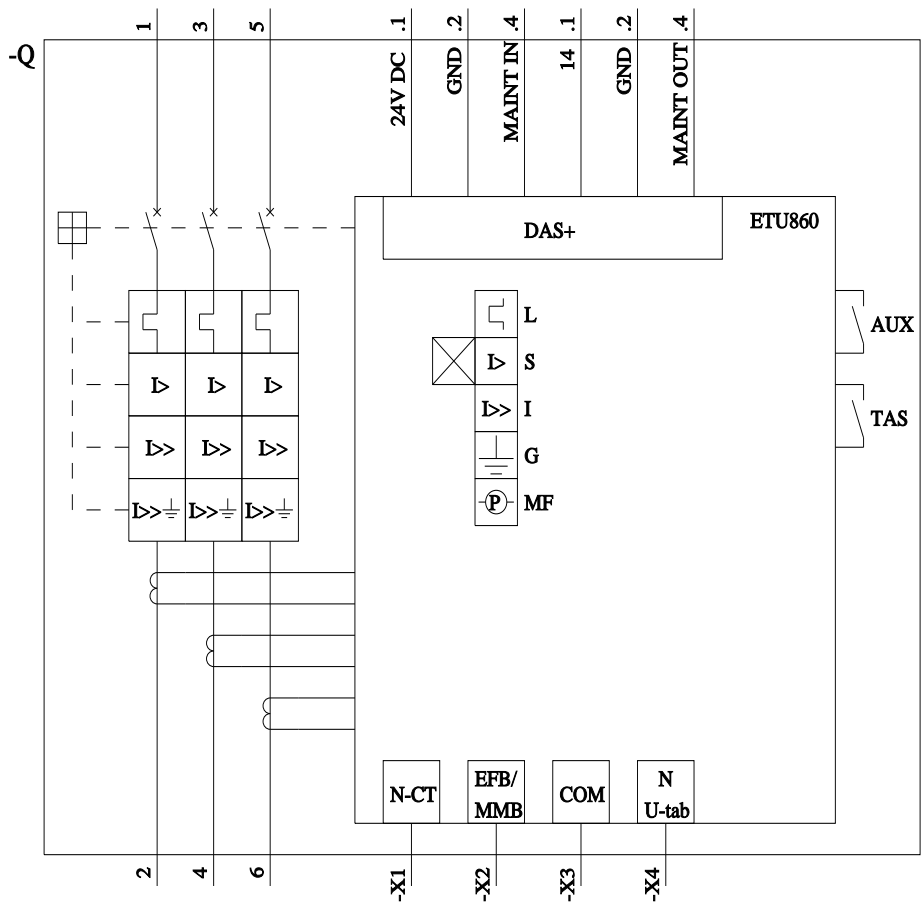 1 3 5 .1 .2 .4 .1 .2 .4
-Q
24V DC GND MAINT IN 14 GND MAINT OUT
DAS+ ETU860
L
AUX
I> S
I> I> I>
I>> I
TAS
I>> I>> I>>
G
P MF
I>> I>> I>>
N-CT EFB/ MMB COM N U-tab
2 4 6 -X1 -X2 -X3 -X4